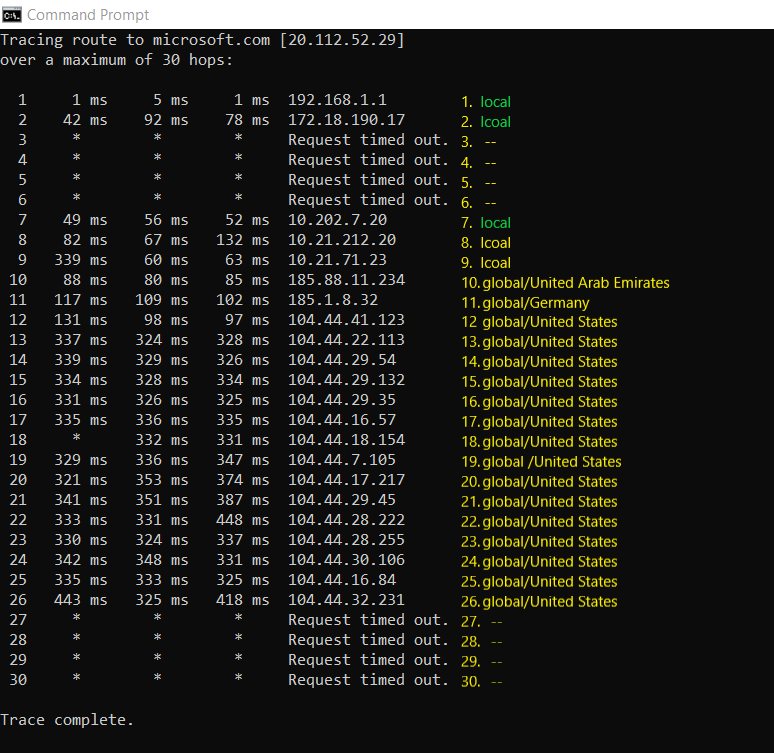 Command Prompt
Tracing route to microsoft.com [20.112.52.29]
over a maximum of 30 hops:
1 1 ms 5 ms 1 ms 192.168.1.1 1. local
2 42 ms 92 ms 78 ms 172.18.190.17 2. lcoal
3 * * * Request timed out. 3. --
4 * * * Request timed out. 4. --
5 * * * Request timed out. 5. --
6 * * * Request timed out. 6. --
7 49 ms 56 ms 52 ms 10.202.7.20 7. local
8 82 ms 67 ms 132 ms 10.21.212.20 8. lcoal
9 339 ms 60 ms 63 ms 10.21.71.23 9. lcoal
10 88 ms 80 ms 85 ms 185.88.11.234 10. global/United Arab Emirates
11 117 ms 109 ms 102 ms 185.1.8.32 11. global/Germany
12 131 ms 98 ms 97 ms 104.44.41.123 12 global/United States
13 337 ms 324 ms 328 ms 104.44.22.113 13. global/United States
14 339 ms 329 ms 326 ms 104.44.29.54 14. global/United States
15 334 ms 328 ms 334 ms 104.44.29.132 15. global/United States
16 331 ms 326 ms 325 ms 104.44.29.35 16. global/United States
17 335 ms 336 ms 335 ms 104.44.16.57 17. global/United States
18 * 332 ms 331 ms 104.44.18.154 18. global/United States
19 329 ms 336 ms 347 ms 104.44.7.105 19. global /United States
20 321 ms 353 ms 374 ms 104.44.17.217 20. global/United States
21 341 ms 351 ms 387 ms 104.44.29.45 21. global/United States
22 333 ms 331 ms 448 ms 104.44.28.222 22. global/United States
23 330 ms 324 ms 337 ms 104.44.28.255 23. global/United States
24 342 ms 348 ms 331 ms 104.44.30.106 24. global/United States
25 335 ms 333 ms 325 ms 104.44.16.84 25. global/United States
26 443 ms 325 ms 418 ms 104.44.32.231 26. global/United States
27 * * * Request timed out. 27. --
28 * * * Request timed out. 28. --
29 * * * Request timed out. 29. --
30 * * * Request timed out. 30. --
Trace complete.